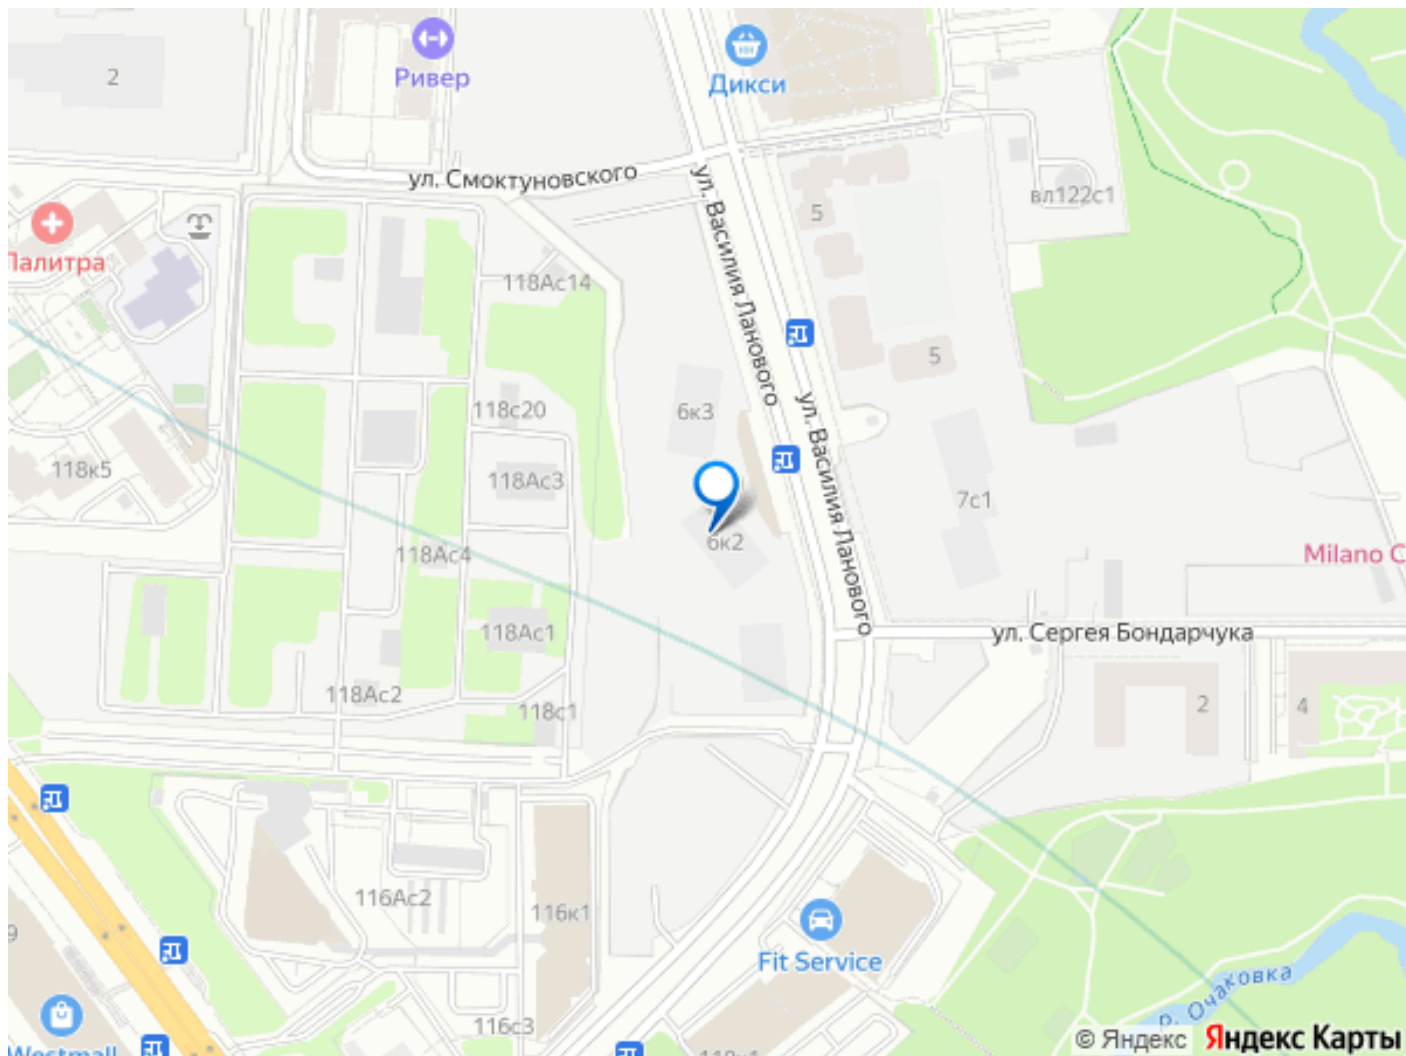 2
Ривер
Дикси
ул. Смоктуновского
Палитра
ул. Василия Ланового
5
вл122с1
118Ас14
5
6к3
118с20
ул. Василия Ланового
118к5
118Ас3
7с1
6к2
118Ас4
Milano C
118Ас1
ул. Сергея Бондарчука
118Ас2
118с1
2
4
116Ас2
116к1
9
Fit Service
р. Очаковка
116с3
Westmall
© Яндекс Яндекс Карты